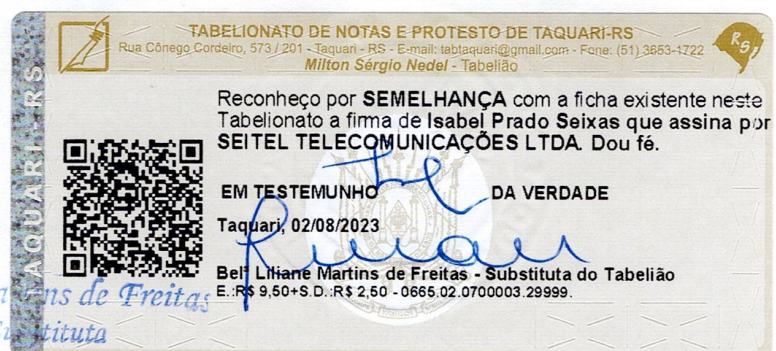 TABELIONATO DE NOTAS E PROTESTO DE TAQUARI-RS
Rua Cônego Cordeiro, 573 / 201 - Taquari - RS - E-mail: tabtaquari@gmail.com - Fone: (51) 3653-1722
Milton Sérgio Nedel - Tabelião
RS
TAQUARI - RS
Reconheço por SEMELHANÇA com a ficha existente neste
Tabelionato a firma de Isabel Prado Seixas que assina por
SEITEL TELECOMUNICAÇÕES LTDA. Dou fé.
EM TESTEMUNHO DA VERDADE
Taquari, 02/08/2023
Belª Liliane Martins de Freitas - Substituta do Tabelião
E.:R$ 9,50+S.D.:R$ 2,50 - 0665.02.0700003.29999.
de Freitas